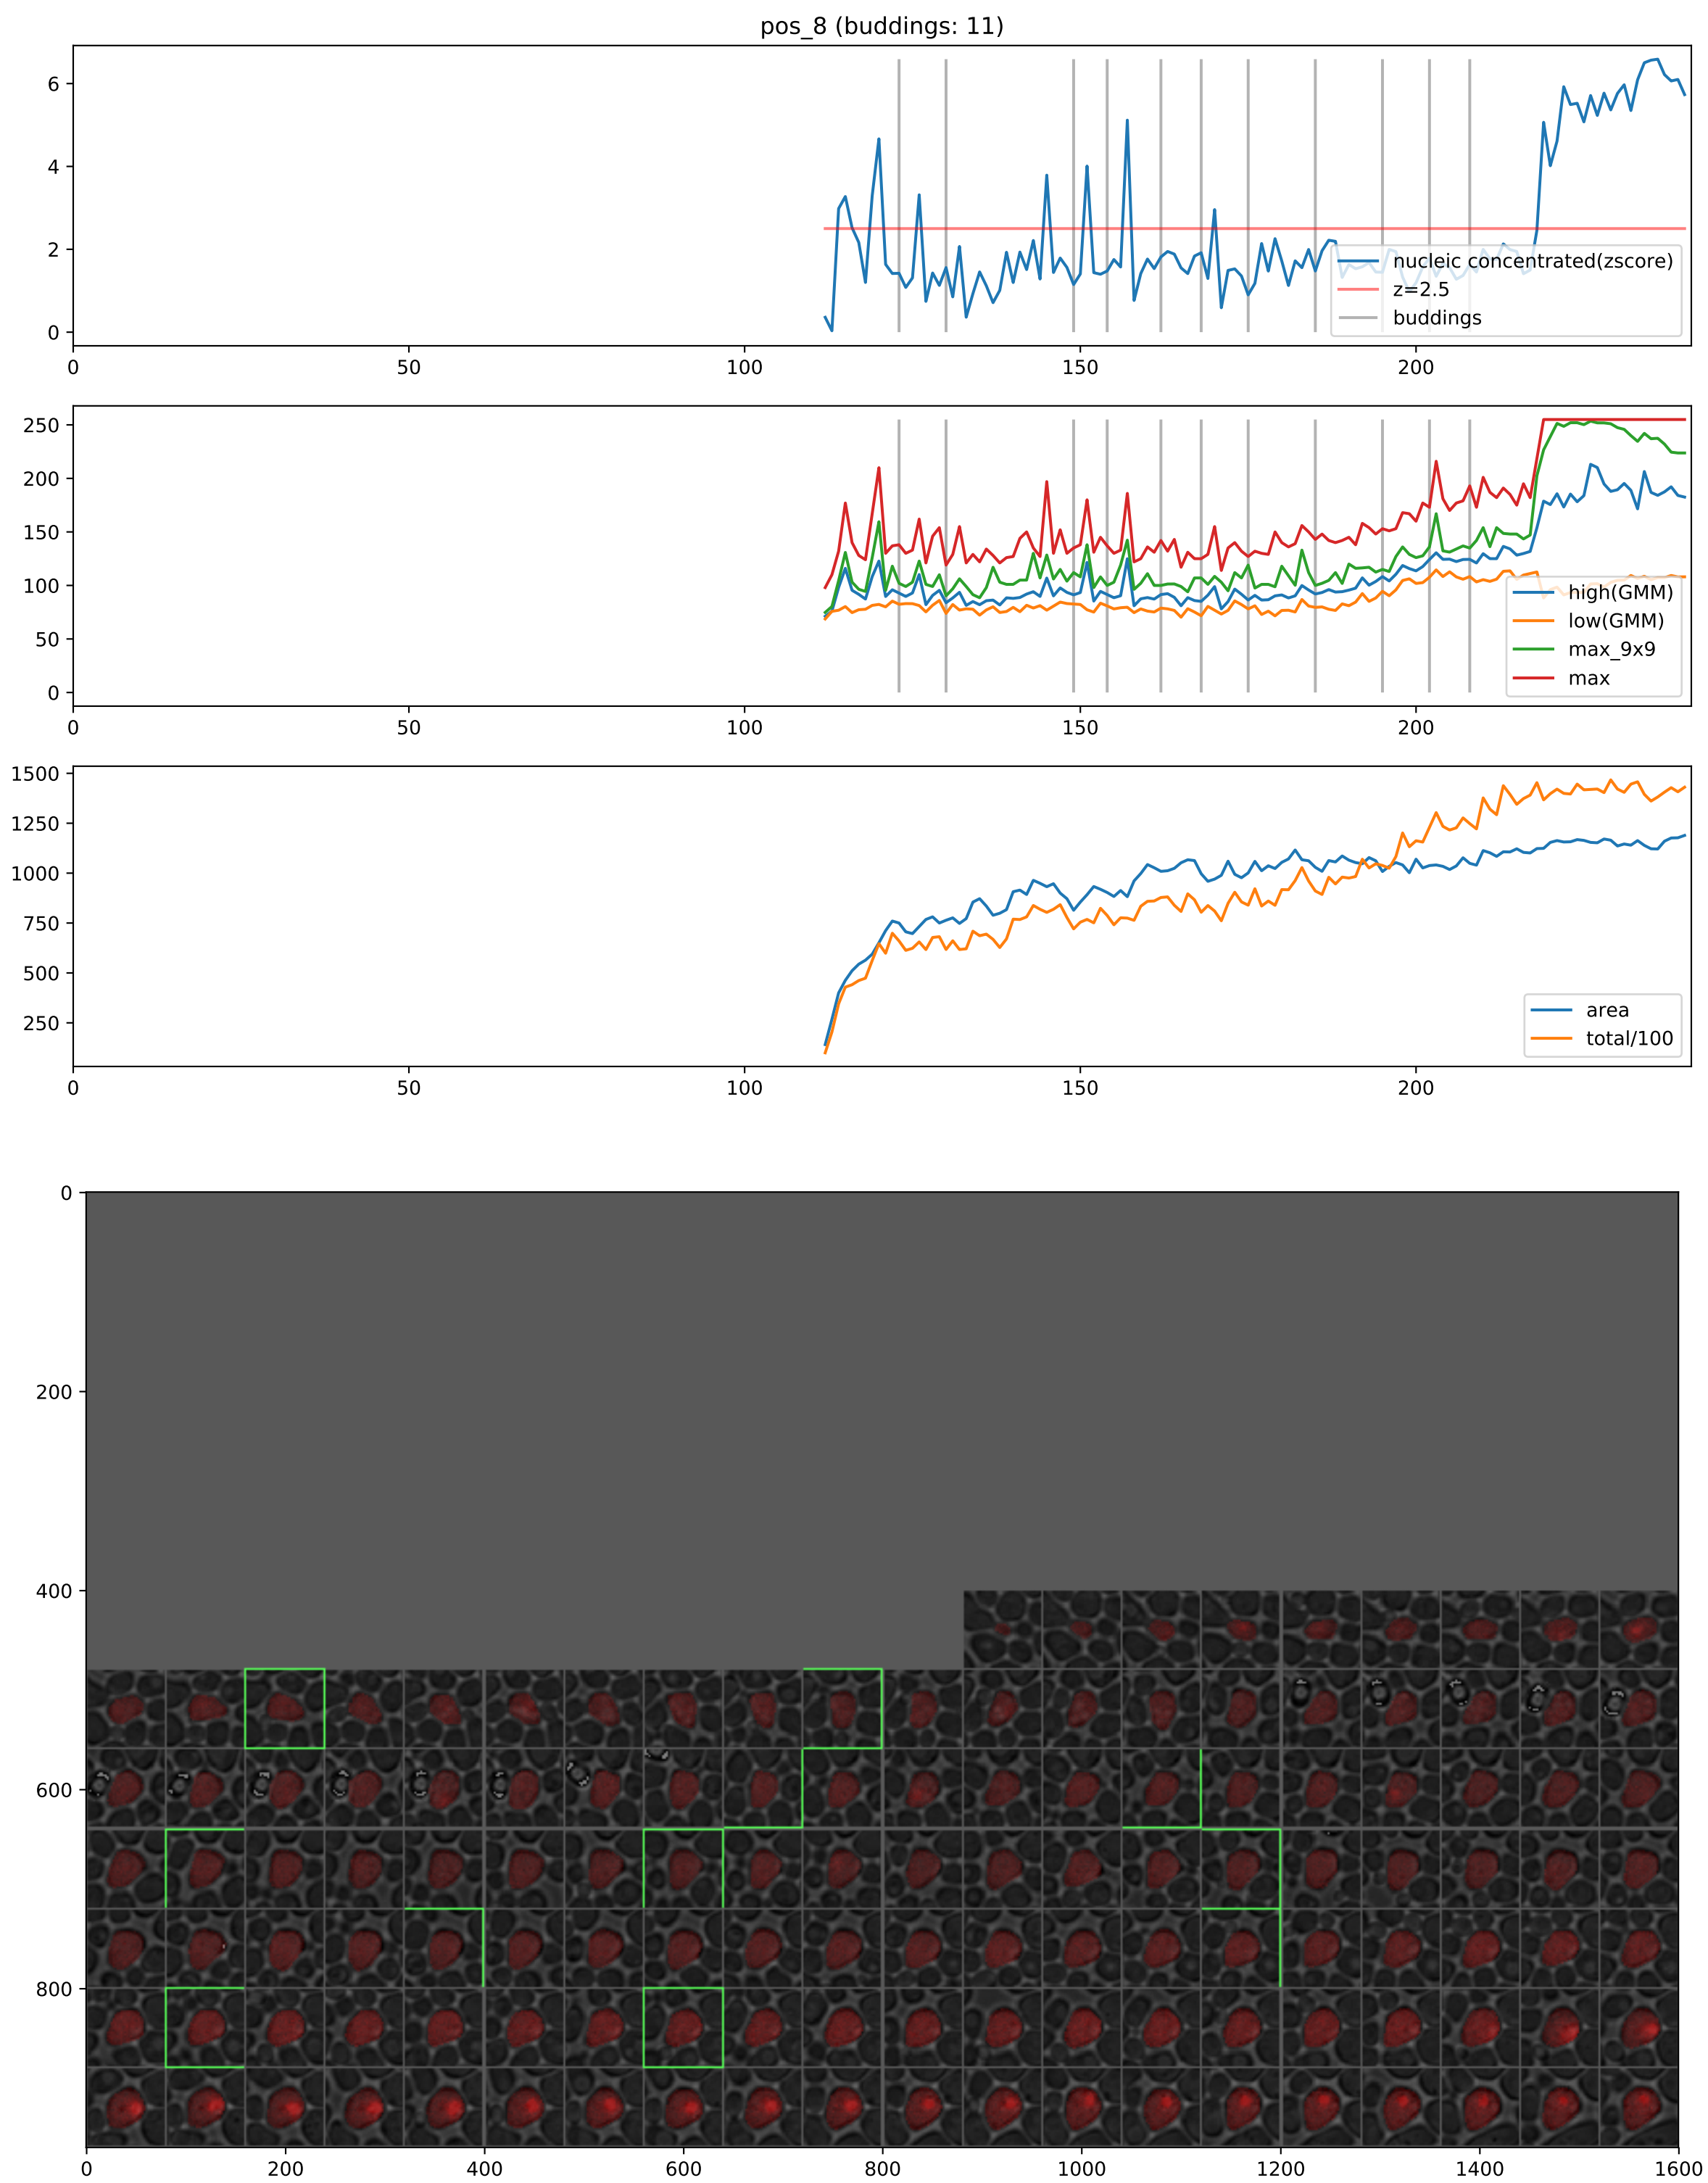 pos_8 (buddings: 11)
6
4
2
0
nucleic concentrated(zscore)
z=2.5
buddings
0 50 100 150 200
250
200
150
100
50
0
high(GMM)
low(GMM)
max_9x9
max
0 50 100 150 200
1500
1250
1000
750
500
250
area
total/100
0 50 100 150 200
0
200
400
600
800
0 200 400 600 800 1000 1200 1400 1600